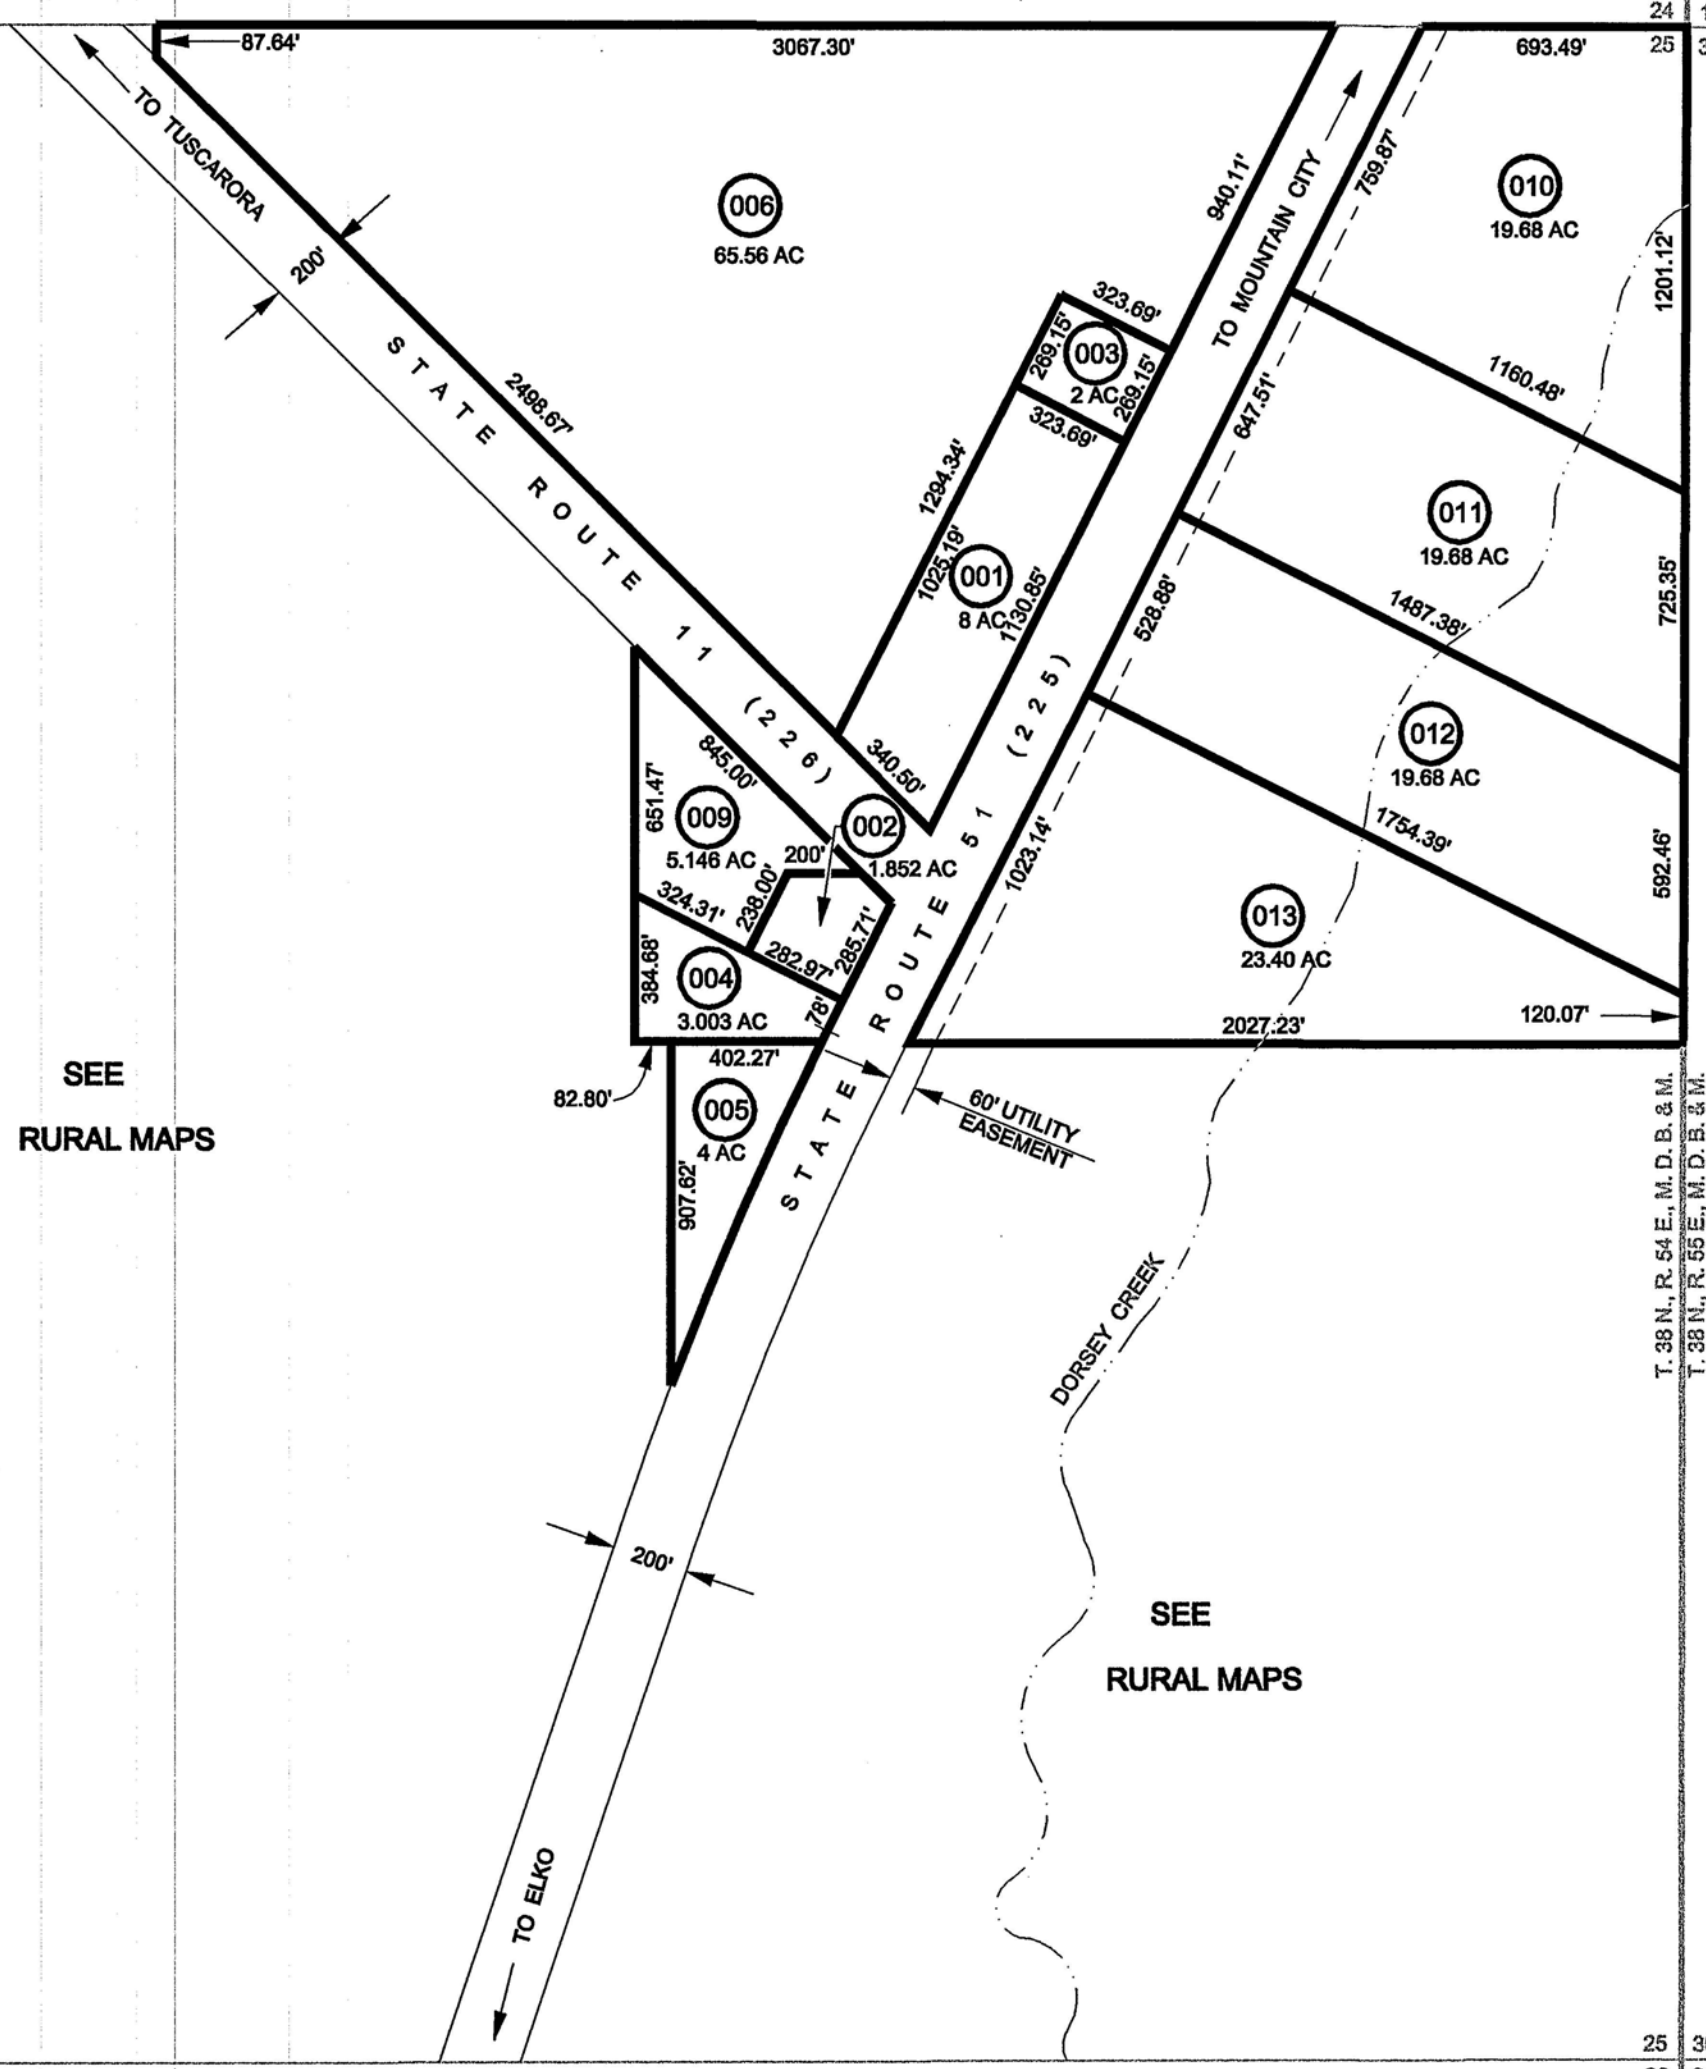 24
25
87.64'
3067.30'
693.49'
TO TUSCARORA
200'
006
65.56 AC
940.11'
TO MOUNTAIN CITY
759.87'
010
19.68 AC
1201.12'
STATE ROUTE 11 (226)
2498.67'
323.69'
269.15'
003
2 AC
269.15'
323.69'
647.51'
1160.48'
1294.34'
1025.19'
001
8 AC
1130.85'
011
19.68 AC
725.35'
528.88'
1487.38'
845.00'
340.50'
651.47'
009
5.146 AC
002
1.852 AC
200'
238.00'
324.31'
285.71'
282.97'
384.68'
004
3.003 AC
78'
STATE ROUTE 51 (225)
1023.14'
012
19.68 AC
1754.39'
592.46'
013
23.40 AC
120.07'
2027.23'
402.27'
82.80'
005
4 AC
907.62'
60' UTILITY
EASEMENT
SEE
RURAL MAPS
T. 38 N., R. 54 E., M. D. B. & M.
T. 38 N., R. 55 E., M. D. B. & M.
DORSEY CREEK
200'
SEE
RURAL MAPS
TO ELKO
25